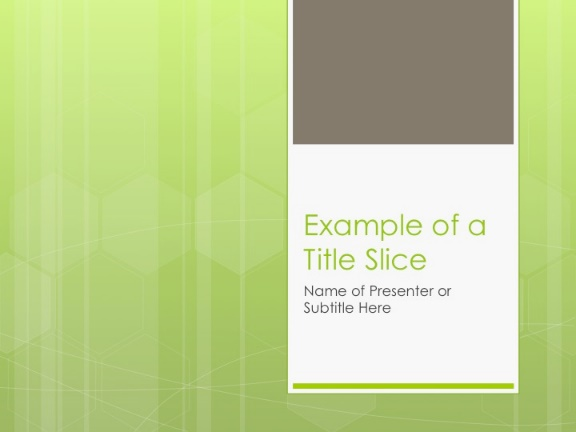 Example of a
Title Slice
Name of Presenter or
Subtitle Here